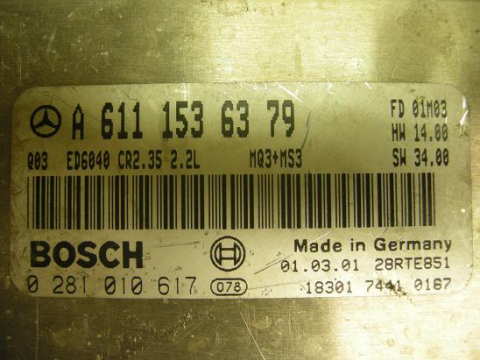 A 611 153 63 79
FD 01M03
HW 14.00
Q03 ED6040 CR2.35 2.2L MQ3+MS3 SW 34.00
BOSCH
Made in Germany
01.03.01 28RTE851
0 281 010 617 078 18301 7441 0167